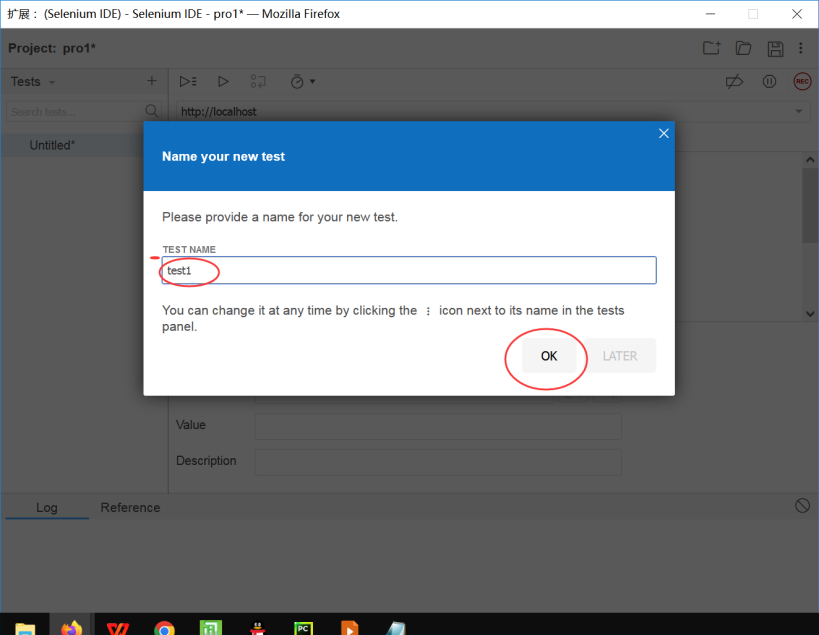 扩展： (Selenium IDE) - Selenium IDE - pro1* — Mozilla Firefox
Project: pro1*
Tests
REC
Search tests...
http://localhost
Untitled*
Name your new test
Please provide a name for your new test.
TEST NAME
test1
You can change it at any time by clicking the ⋮ icon next to its name in the tests
panel.
OK
LATER
Value
Description
Log
Reference
PC